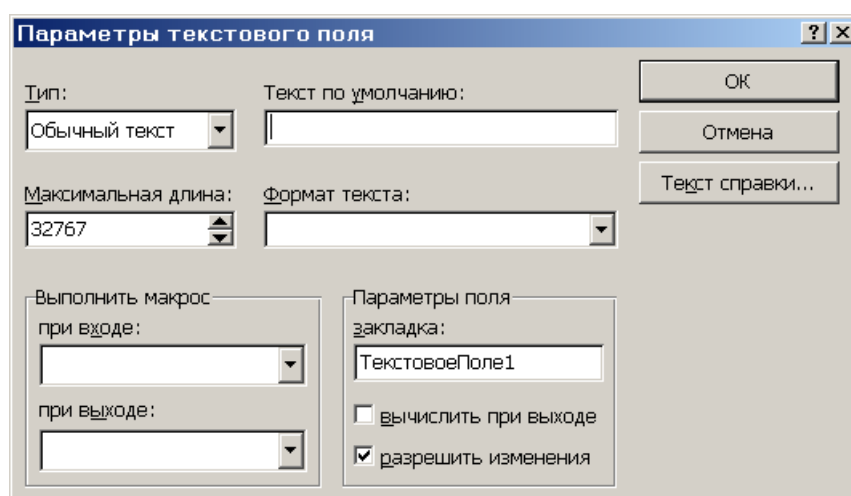 Параметры текстового поля
Тип:
Текст по умолчанию:
ОК
Обычный текст
Отмена
Максимальная длина:
Формат текста:
Текст справки...
32767
Выполнить макрос
Параметры поля
при входе:
закладка:
ТекстовоеПоле1
при выходе:
вычислить при выходе
разрешить изменения